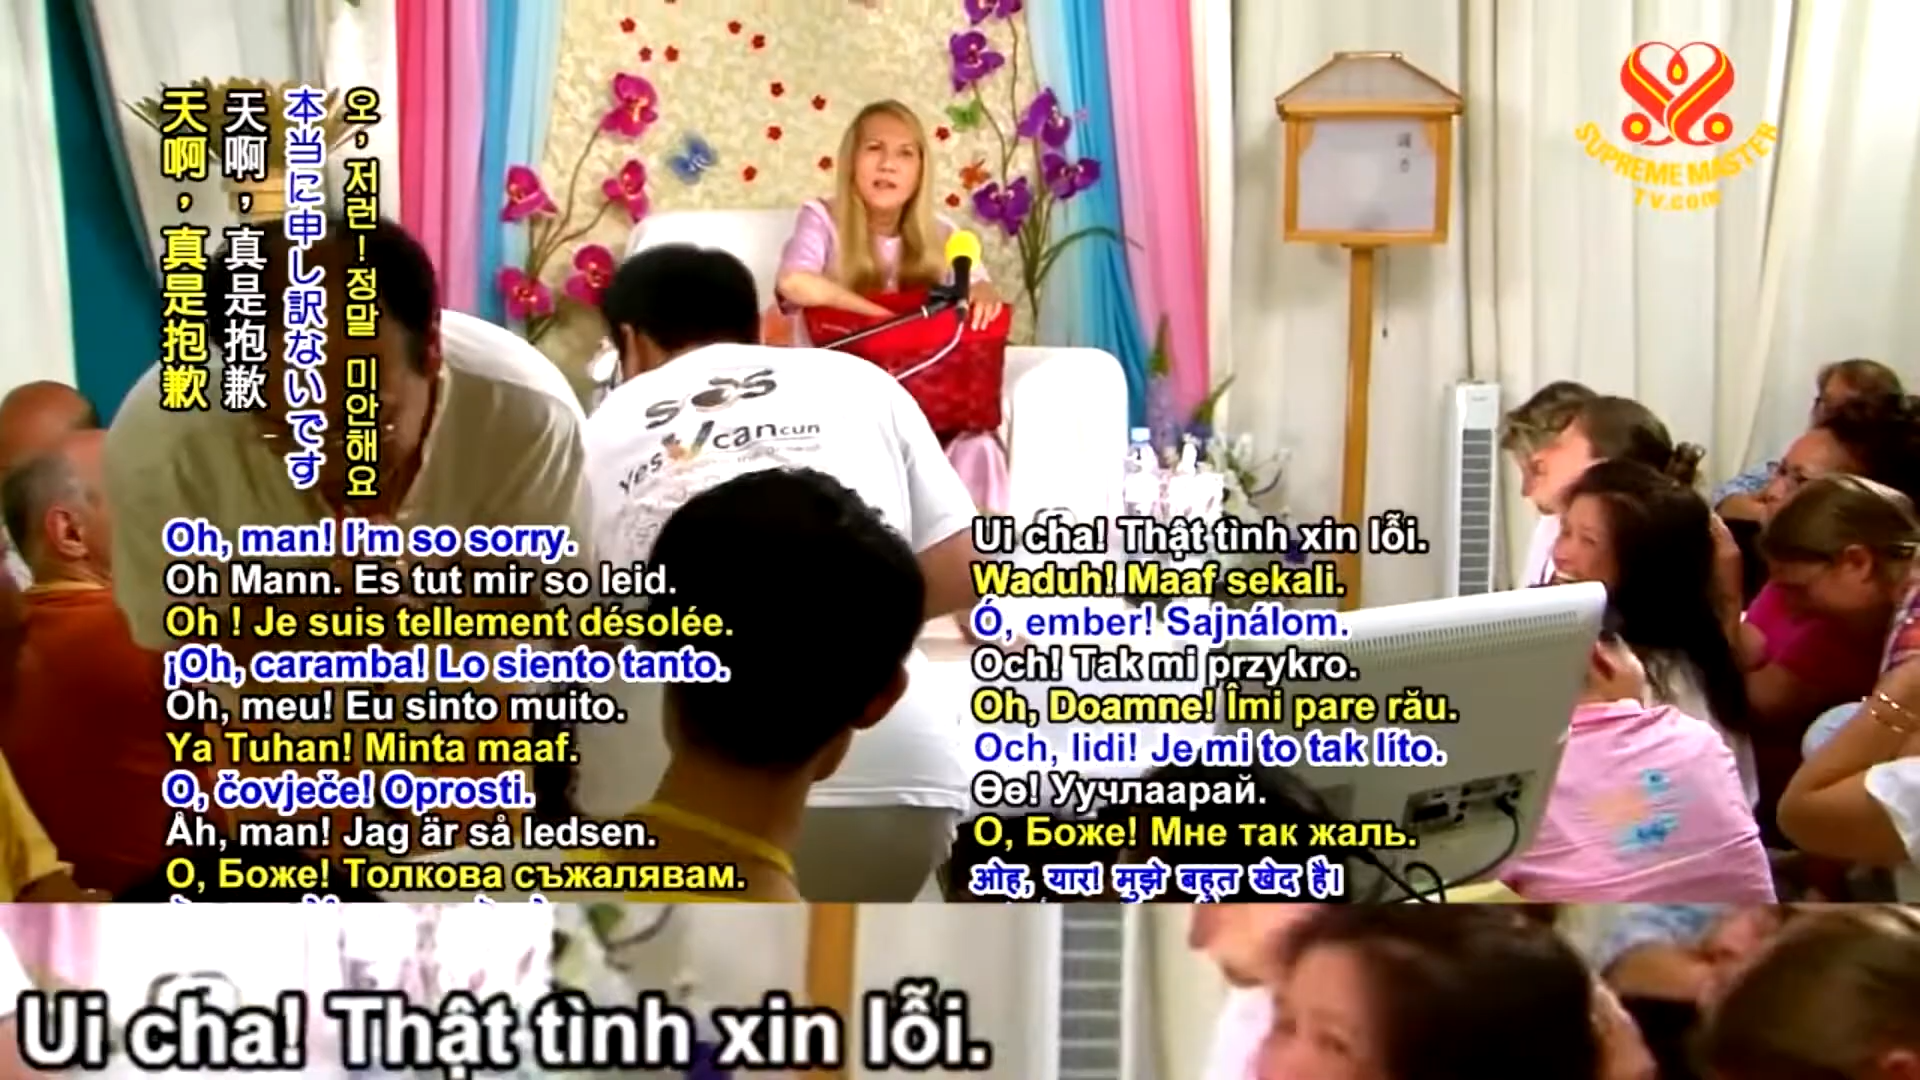 天啊，真是抱歉
天啊，真是抱歉
本当に申し訳ないです
오, 저런! 정말 미안해요
SUPREME MASTER
TV.COM
SOS
yes Vcancun
Oh, man! I'm so sorry.
Oh Mann. Es tut mir so leid.
Oh ! Je suis tellement désolée.
¡Oh, caramba! Lo siento tanto.
Oh, meu! Eu sinto muito.
Ya Tuhan! Minta maaf.
O, čovječe! Oprosti.
Åh, man! Jag är så ledsen.
О, Боже! Толкова съжалявам.
Ui cha! Thật tình xin lỗi.
Waduh! Maaf sekali.
Ó, ember! Sajnálom.
Och! Tak mi przykro.
Oh, Doamne! Îmi pare rău.
Och, lidi! Je mi to tak líto.
Өө! Уучлаарай.
О, Боже! Мне так жаль.
ओह, यार! मुझे बहुत खेद है।
Ui cha! Thật tình xin lỗi.